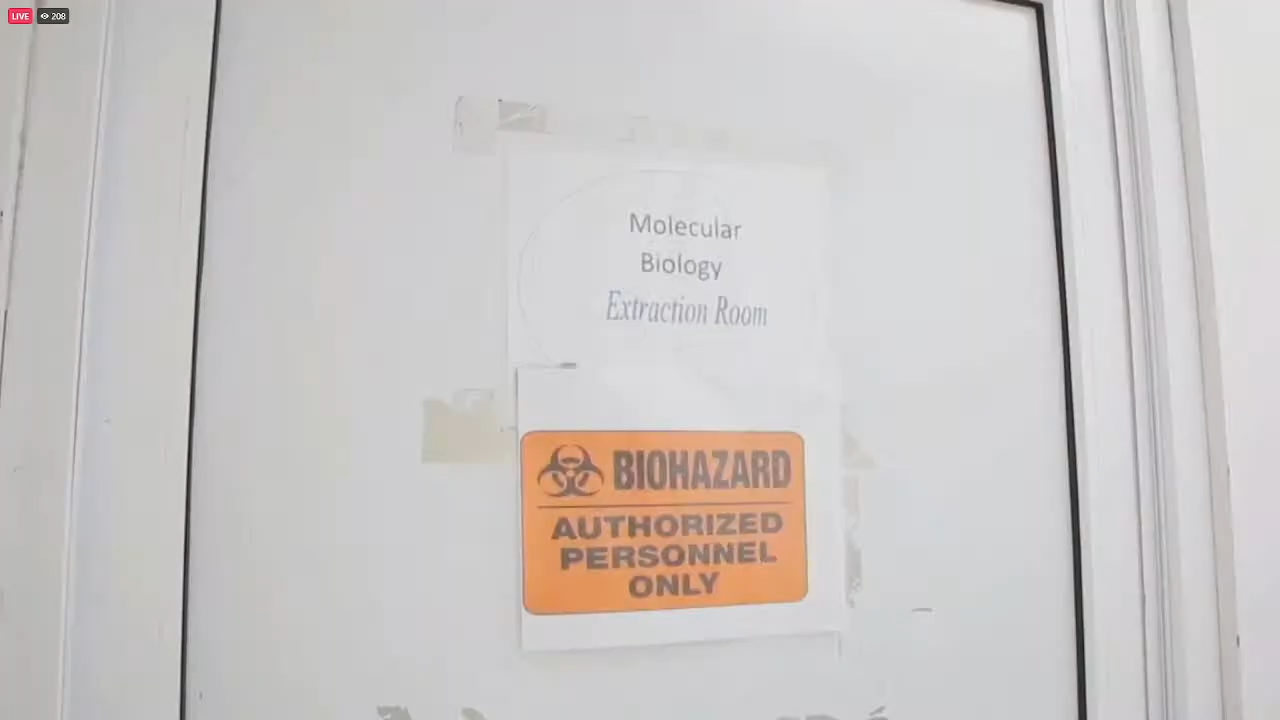 LIVE 208
Molecular
Biology
Extraction Room
BIOHAZARD
AUTHORIZED
PERSONNEL
ONLY